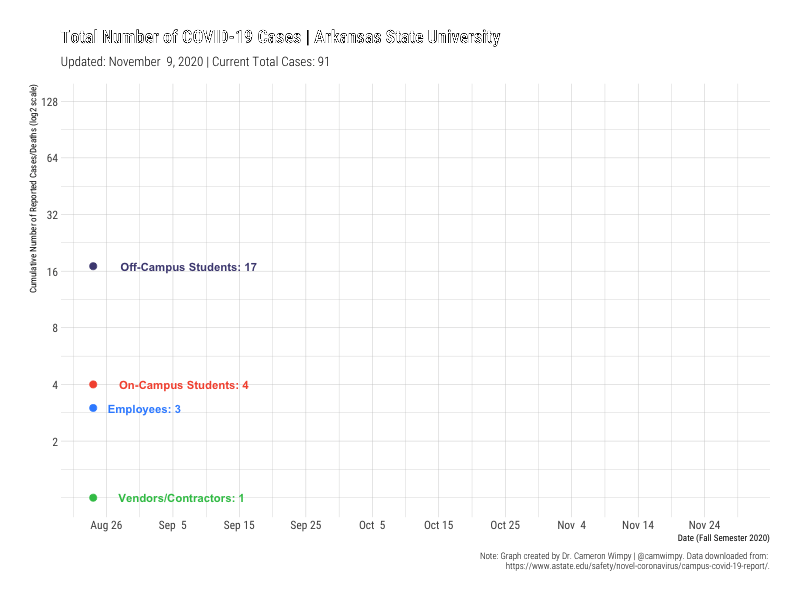 Total Number of COVID-19 Cases | Arkansas State University
Updated: November  9, 2020 | Current Total Cases: 91
Cumulative Number of Reported Cases/Deaths (log2 scale)
128
64
32
16
8
4
2
Off-Campus Students: 17
On-Campus Students: 4
Employees: 3
Vendors/Contractors: 1
Aug 26 Sep  5 Sep 15 Sep 25 Oct  5 Oct 15 Oct 25 Nov  4 Nov 14 Nov 24
Date (Fall Semester 2020)
Note: Graph created by Dr. Cameron Wimpy | @camwimpy. Data downloaded from:
https://www.astate.edu/safety/novel-coronavirus/campus-covid-19-report/.